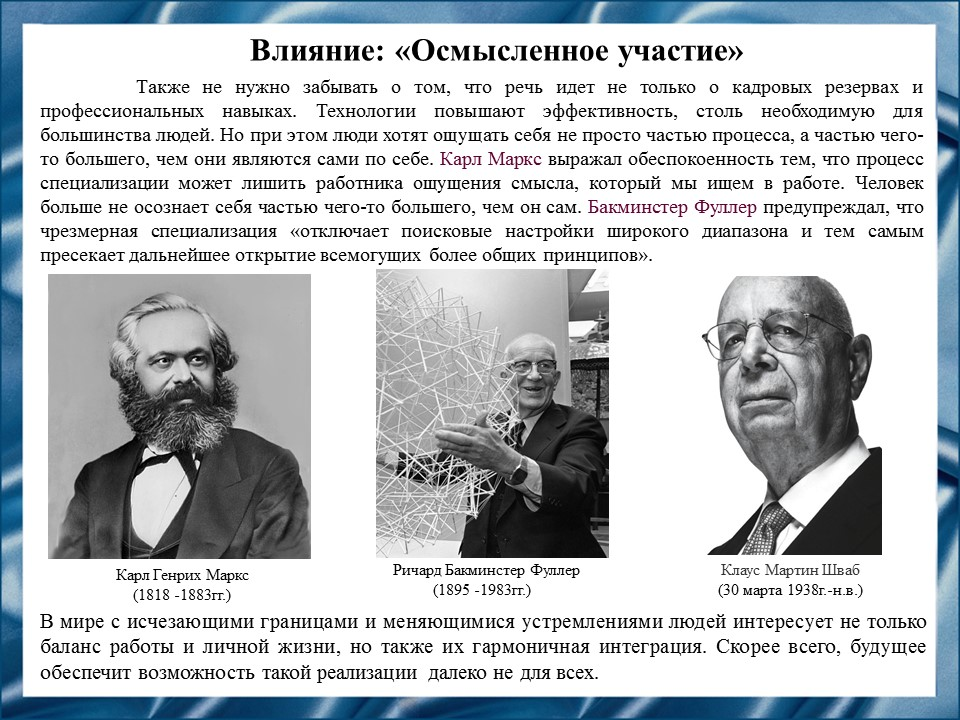 Влияние: «Осмысленное участие»
Также не нужно забывать о том, что речь идет не только о кадровых резервах и
профессиональных навыках. Технологии повышают эффективность, столь необходимую для
большинства людей. Но при этом люди хотят ощущать себя не просто частью процесса, а частью чего-
то большего, чем они являются сами по себе. Карл Маркс выражал обеспокоенность тем, что процесс
специализации может лишить работника ощущения смысла, который мы ищем в работе. Человек
больше не осознает себя частью чего-то большего, чем он сам. Бакминстер Фуллер предупреждал, что
чрезмерная специализация «отключает поисковые настройки широкого диапазона и тем самым
пресекает дальнейшее открытие всемогущих более общих принципов».
Карл Генрих Маркс
(1818 -1883гг.)
Ричард Бакминстер Фуллер
(1895 -1983гг.)
Клаус Мартин Шваб
(30 марта 1938г.-н.в.)
В мире с исчезающими границами и меняющимися устремлениями людей интересует не только
баланс работы и личной жизни, но также их гармоничная интеграция. Скорее всего, будущее
обеспечит возможность такой реализации далеко не для всех.